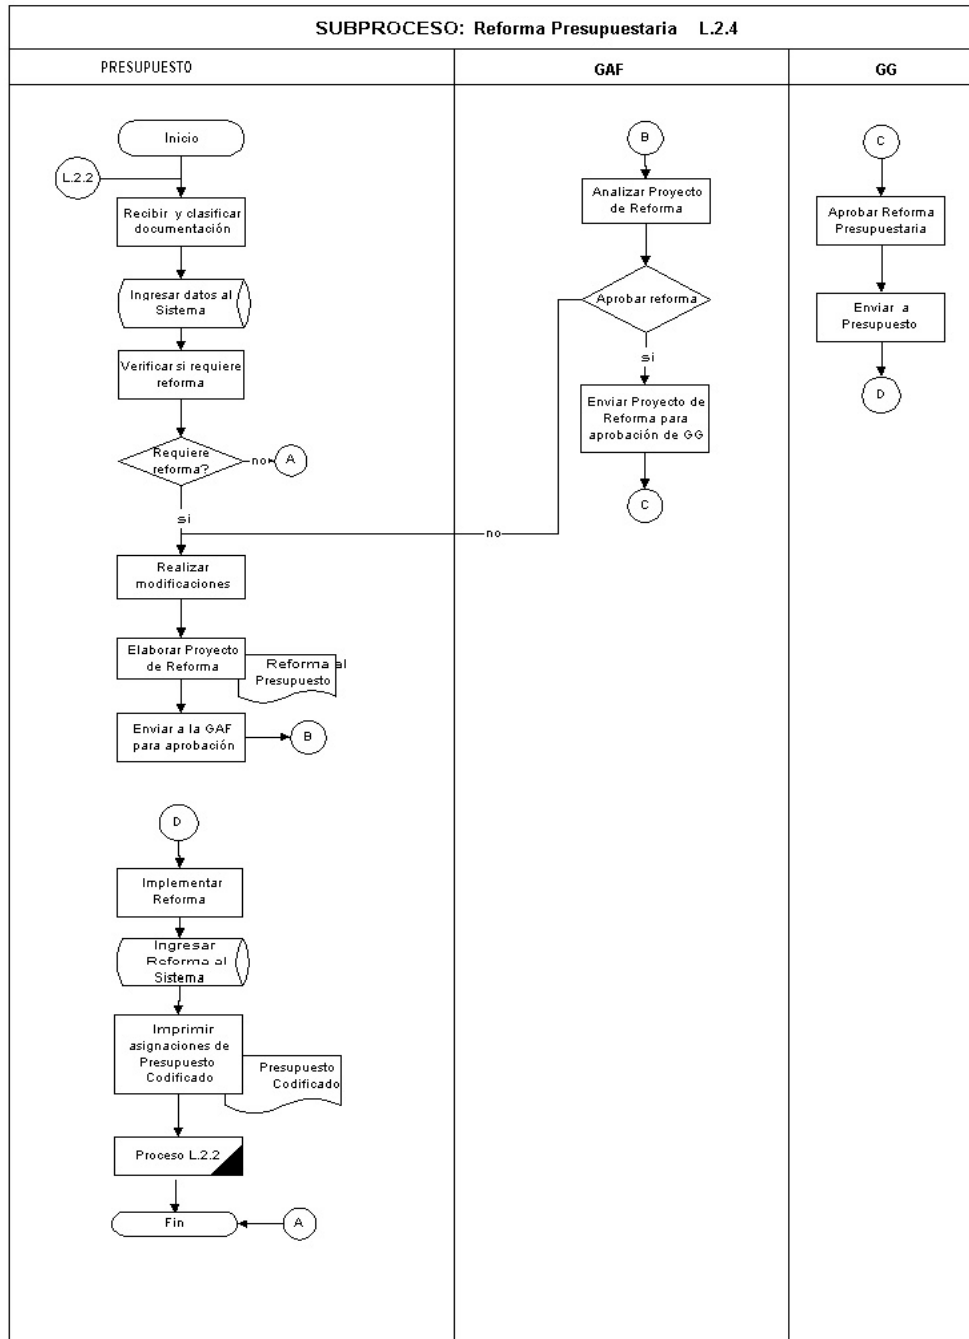 SUBPROCESO: Reforma Presupuestaria L.2.4
PRESUPUESTO
GAF
GG
Inicio
L.2.2
Recibir y clasificar
documentación
Ingresar datos al
Sistema
Verificar si requiere
reforma
Requiere
reforma?
no
A
si
Realizar
modificaciones
Elaborar Proyecto
de Reforma
Reforma al
Presupuesto
Enviar a la GAF
para aprobación
B
D
Implementar
Reforma
Ingresar
Reforma al
Sistema
Imprimir
asignaciones de
Presupuesto
Codificado
Presupuesto
Codificado
Proceso L.2.2
Fin
A
B
Analizar Proyecto
de Reforma
Aprobar reforma
si
no
Enviar Proyecto de
Reforma para
aprobación de GG
C
C
Aprobar Reforma
Presupuestaria
Enviar a
Presupuesto
D